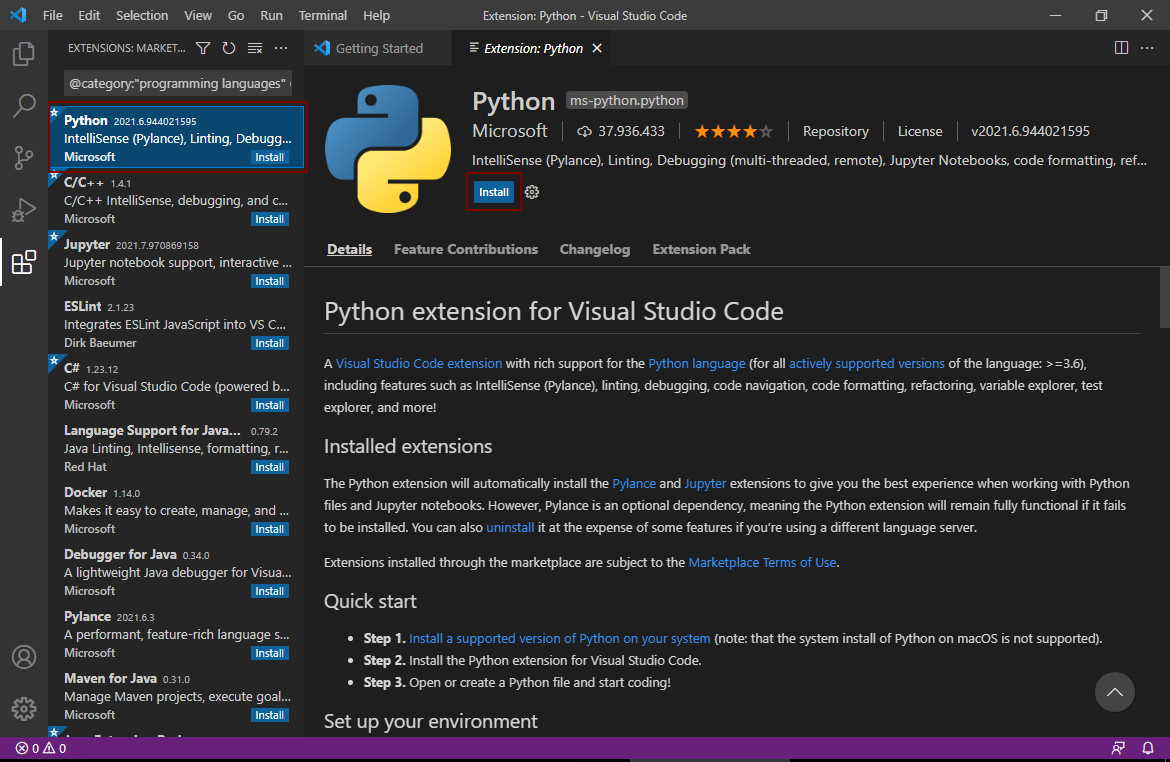 File Edit Selection View Go Run Terminal Help
Extension: Python - Visual Studio Code
EXTENSIONS: MARKET...
@category:"programming languages"
Python 2021.6.944021595
IntelliSense (Pylance), Linting, Debugg...
Microsoft Install
C/C++ 1.4.1
C/C++ IntelliSense, debugging, and c...
Microsoft Install
Jupyter 2021.7.970869158
Jupyter notebook support, interactive ...
Microsoft Install
ESLint 2.1.23
Integrates ESLint JavaScript into VS C...
Dirk Baeumer Install
C# 1.23.12
C# for Visual Studio Code (powered b...
Microsoft Install
Language Support for Java... 0.79.2
Java Linting, Intellisense, formatting, r...
Red Hat Install
Docker 1.14.0
Makes it easy to create, manage, and ...
Microsoft Install
Debugger for Java 0.34.0
A lightweight Java debugger for Visua...
Microsoft Install
Pylance 2021.6.3
A performant, feature-rich language s...
Microsoft Install
Maven for Java 0.31.0
Manage Maven projects, execute goal...
Microsoft Install
Getting Started
Extension: Python
Python ms-python.python
Microsoft 37.936.433 Repository License v2021.6.944021595
IntelliSense (Pylance), Linting, Debugging (multi-threaded, remote), Jupyter Notebooks, code formatting, ref...
Install
Details Feature Contributions Changelog Extension Pack
Python extension for Visual Studio Code
A Visual Studio Code extension with rich support for the Python language (for all actively supported versions of the language: >=3.6),
including features such as IntelliSense (Pylance), linting, debugging, code navigation, code formatting, refactoring, variable explorer, test
explorer, and more!
Installed extensions
The Python extension will automatically install the Pylance and Jupyter extensions to give you the best experience when working with Python
files and Jupyter notebooks. However, Pylance is an optional dependency, meaning the Python extension will remain fully functional if it fails
to be installed. You can also uninstall it at the expense of some features if you're using a different language server.
Extensions installed through the marketplace are subject to the Marketplace Terms of Use.
Quick start
• Step 1. Install a supported version of Python on your system (note: that the system install of Python on macOS is not supported).
• Step 2. Install the Python extension for Visual Studio Code.
• Step 3. Open or create a Python file and start coding!
Set up your environment
0 0